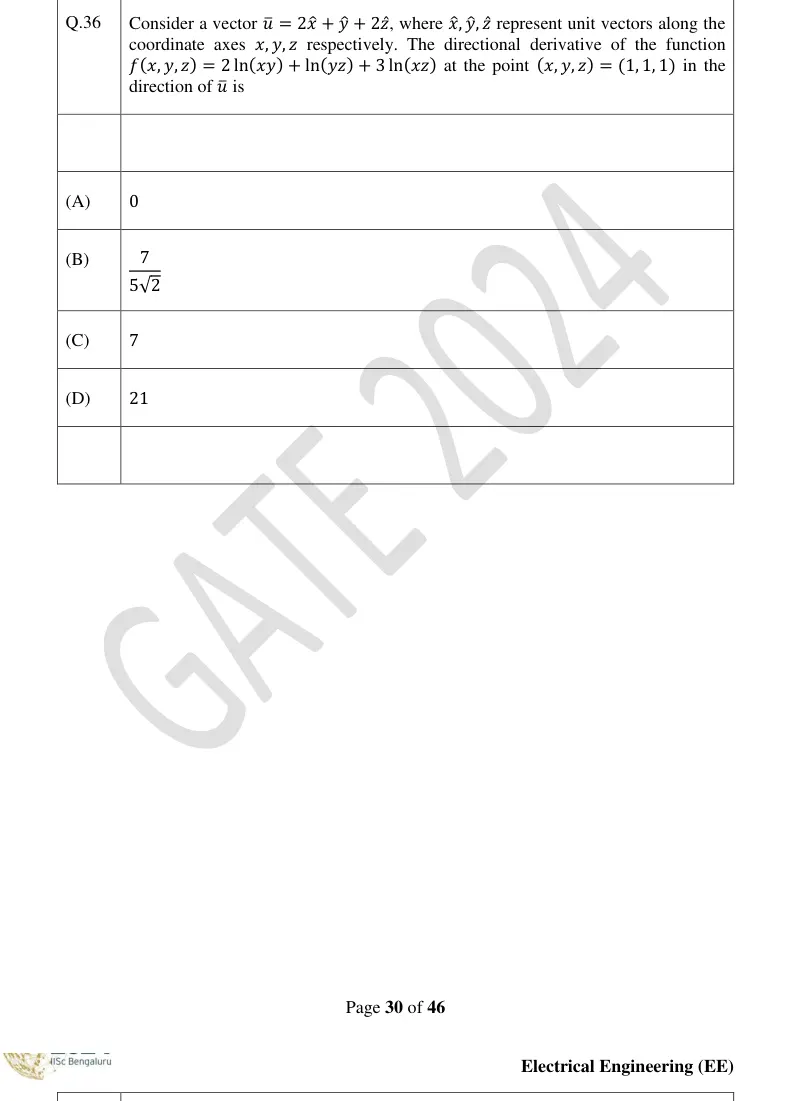 Q.36
Consider a vector ū = 2x̂ + ŷ + 2ẑ, where x̂, ŷ, ẑ represent unit vectors along the
coordinate axes x, y, z respectively. The directional derivative of the function
f(x, y, z) = 2 ln(xy) + ln(yz) + 3 ln(xz) at the point (x, y, z) = (1, 1, 1) in the
direction of ū is
(A) 0
(B) 7
5√2
(C) 7
(D) 21
GATE 2024
Page 30 of 46
IISc Bengaluru
Electrical Engineering (EE)